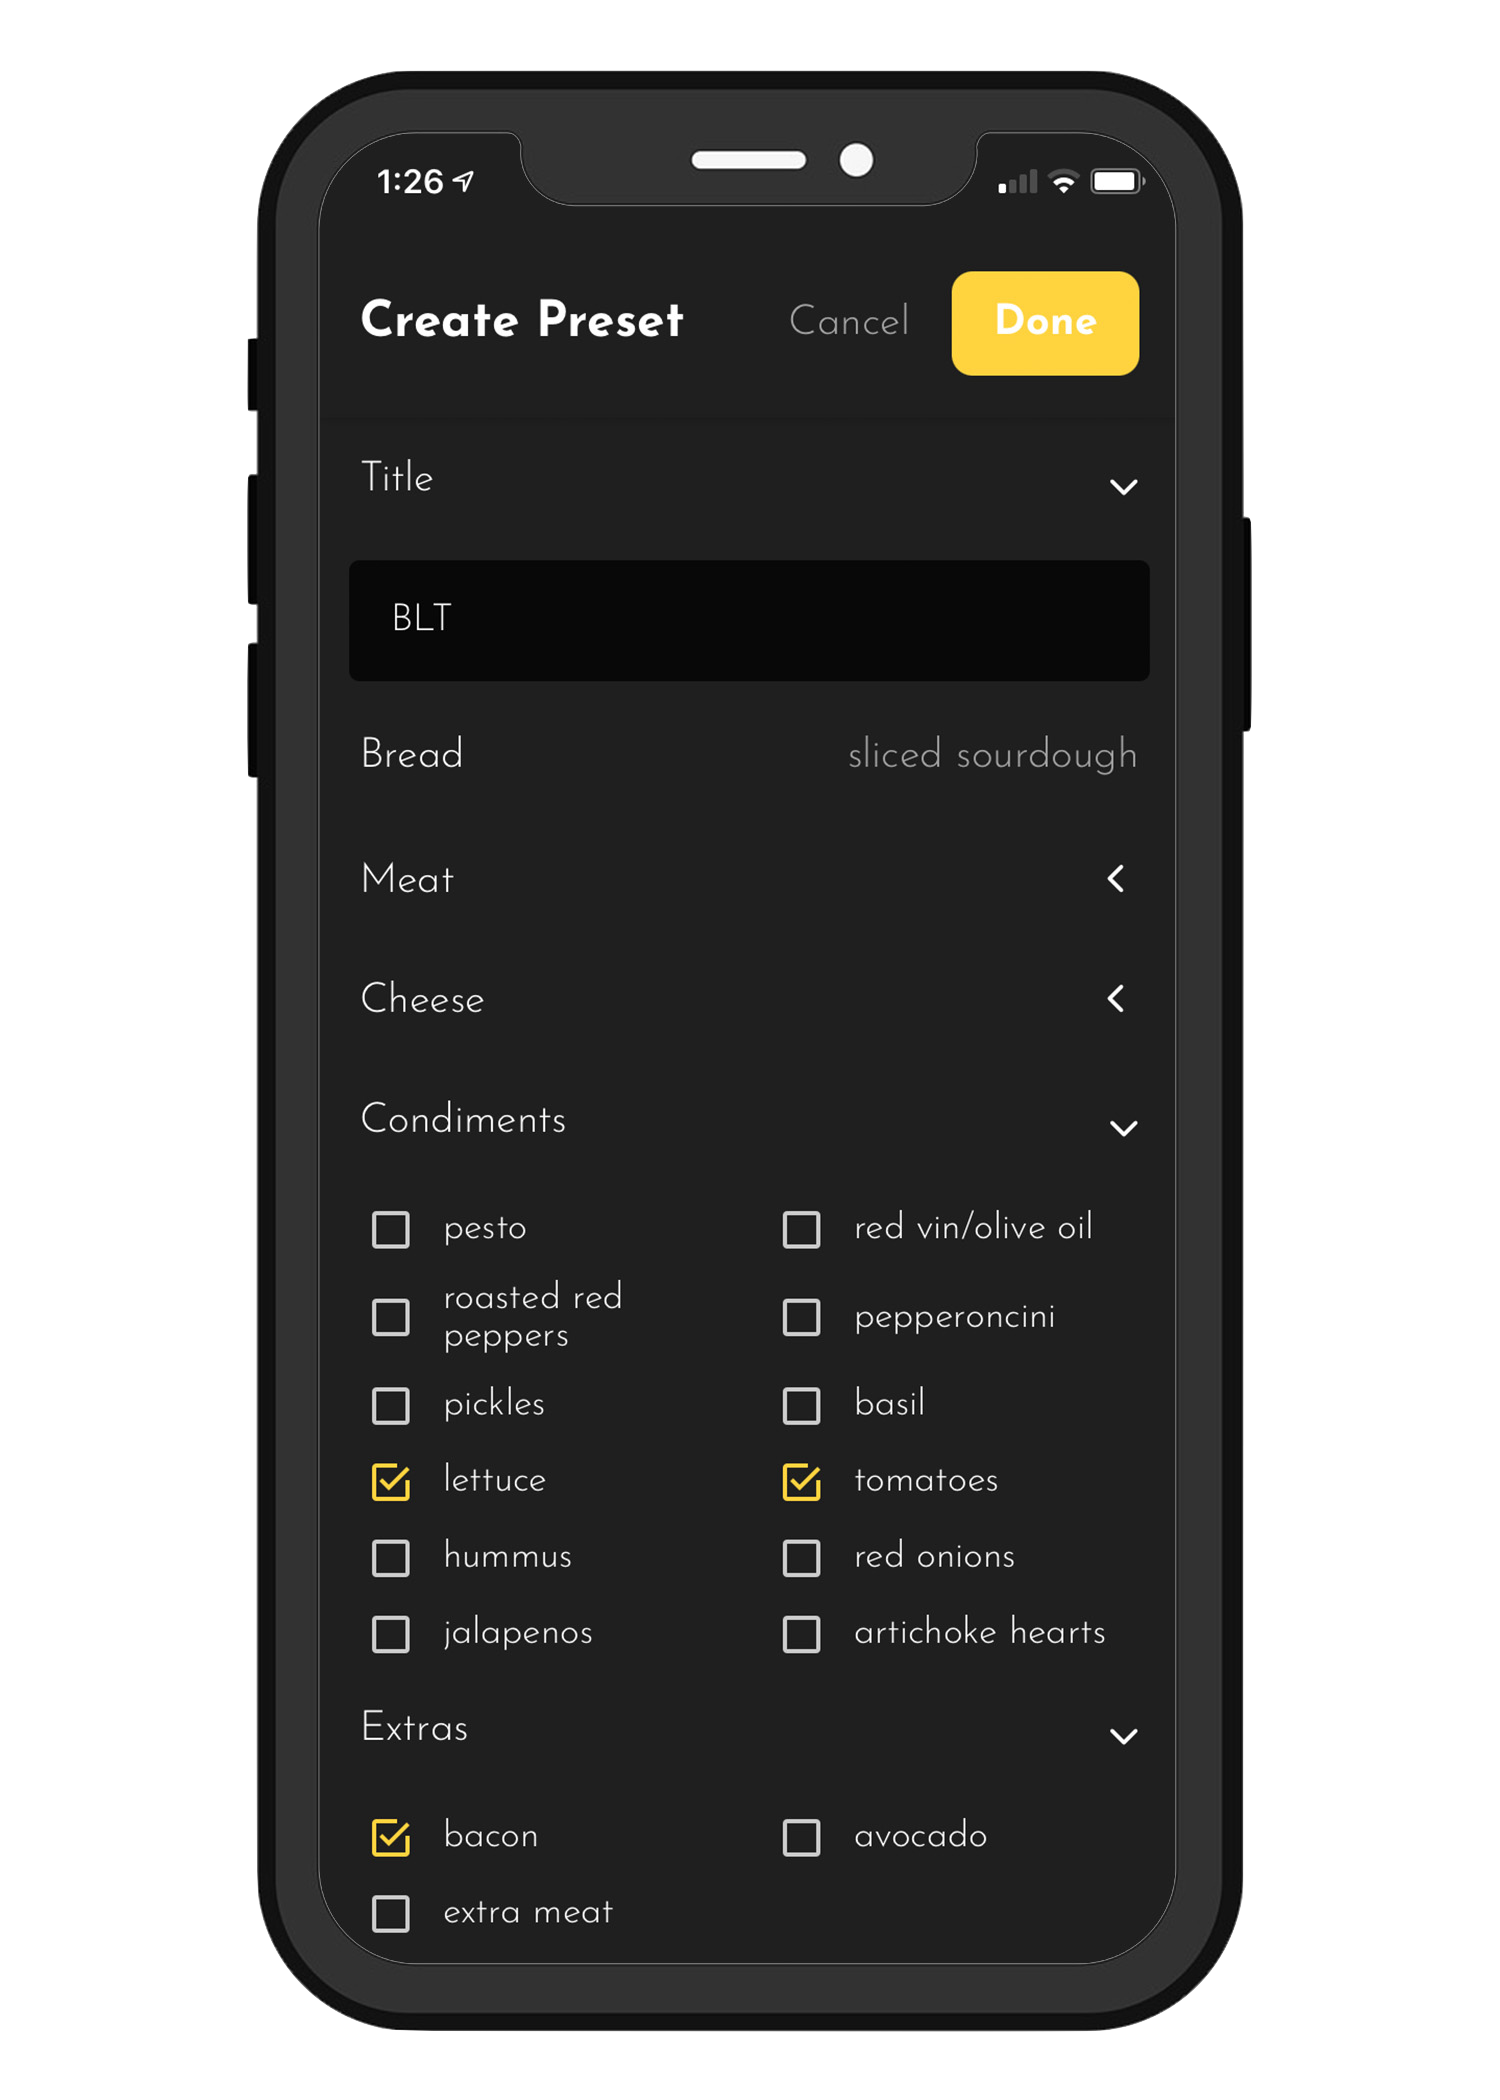 1:26
Create Preset Cancel Done
Title
BLT
Bread sliced sourdough
Meat
Cheese
Condiments
pesto red vin/olive oil
roasted red
peppers
pepperoncini
pickles basil
lettuce tomatoes
hummus red onions
jalapenos artichoke hearts
Extras
bacon avocado
extra meat